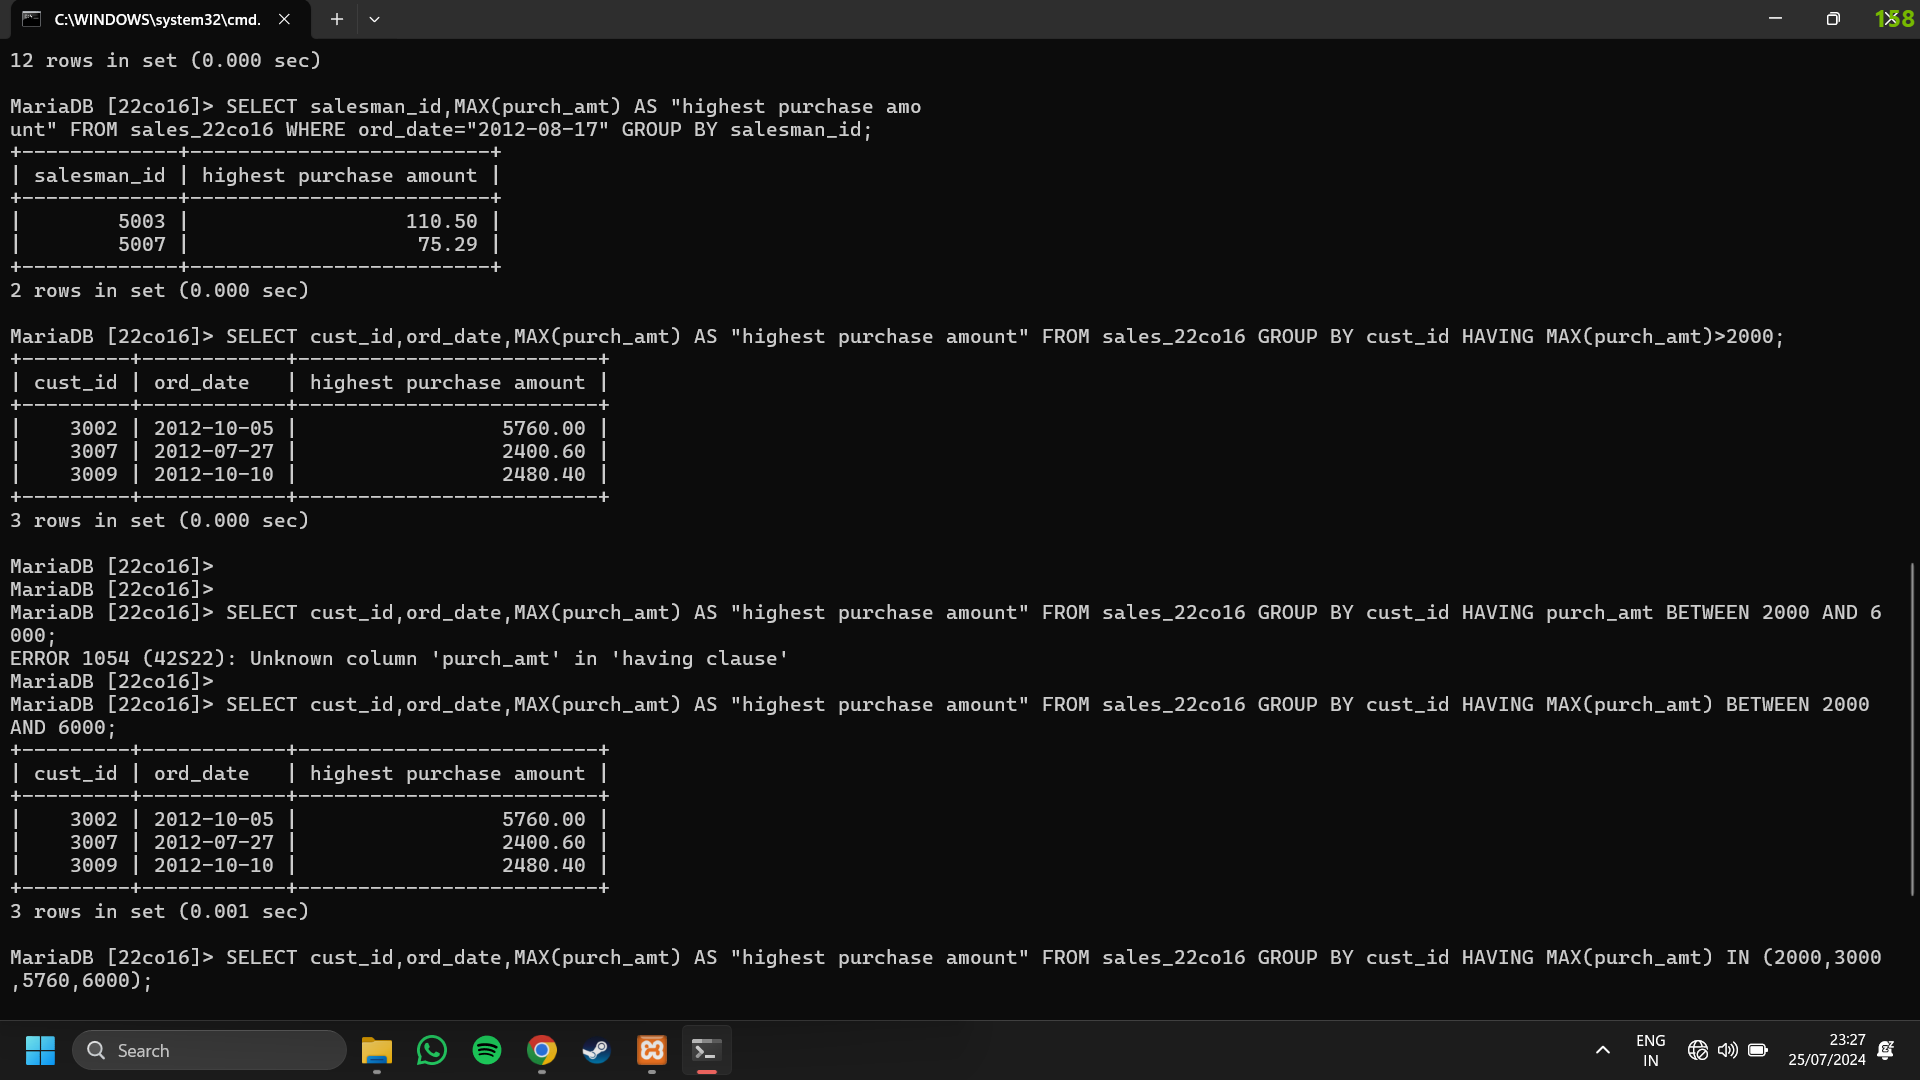 C:\WINDOWS\system32\cmd.
158
12 rows in set (0.000 sec)
MariaDB [22co16]> SELECT salesman_id,MAX(purch_amt) AS "highest purchase amo
unt" FROM sales_22co16 WHERE ord_date="2012-08-17" GROUP BY salesman_id;
+-------------+-------------------------+
| salesman_id | highest purchase amount |
+-------------+-------------------------+
|        5003 |                  110.50 |
|        5007 |                   75.29 |
+-------------+-------------------------+
2 rows in set (0.000 sec)
MariaDB [22co16]> SELECT cust_id,ord_date,MAX(purch_amt) AS "highest purchase amount" FROM sales_22co16 GROUP BY cust_id HAVING MAX(purch_amt)>2000;
+---------+------------+-------------------------+
| cust_id | ord_date   | highest purchase amount |
+---------+------------+-------------------------+
|    3002 | 2012-10-05 |                 5760.00 |
|    3007 | 2012-07-27 |                 2400.60 |
|    3009 | 2012-10-10 |                 2480.40 |
+---------+------------+-------------------------+
3 rows in set (0.000 sec)
MariaDB [22co16]>
MariaDB [22co16]>
MariaDB [22co16]> SELECT cust_id,ord_date,MAX(purch_amt) AS "highest purchase amount" FROM sales_22co16 GROUP BY cust_id HAVING purch_amt BETWEEN 2000 AND 6
000;
ERROR 1054 (42S22): Unknown column 'purch_amt' in 'having clause'
MariaDB [22co16]>
MariaDB [22co16]> SELECT cust_id,ord_date,MAX(purch_amt) AS "highest purchase amount" FROM sales_22co16 GROUP BY cust_id HAVING MAX(purch_amt) BETWEEN 2000
AND 6000;
+---------+------------+-------------------------+
| cust_id | ord_date   | highest purchase amount |
+---------+------------+-------------------------+
|    3002 | 2012-10-05 |                 5760.00 |
|    3007 | 2012-07-27 |                 2400.60 |
|    3009 | 2012-10-10 |                 2480.40 |
+---------+------------+-------------------------+
3 rows in set (0.001 sec)
MariaDB [22co16]> SELECT cust_id,ord_date,MAX(purch_amt) AS "highest purchase amount" FROM sales_22co16 GROUP BY cust_id HAVING MAX(purch_amt) IN (2000,3000
,5760,6000);
Search
ENG
IN
23:27
25/07/2024